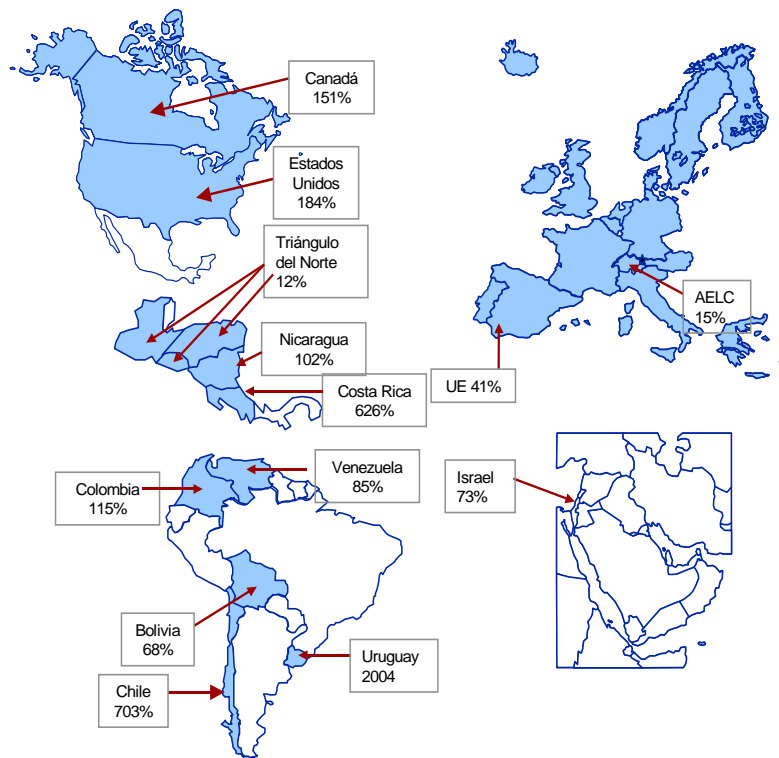 Canadá
151%
Estados
Unidos
184%
Triángulo
del Norte
12%
AELC
15%
Nicaragua
102%
UE 41%
Costa Rica
626%
Venezuela
85%
Israel
73%
Colombia
115%
Bolivia
68%
Uruguay
2004
Chile
703%